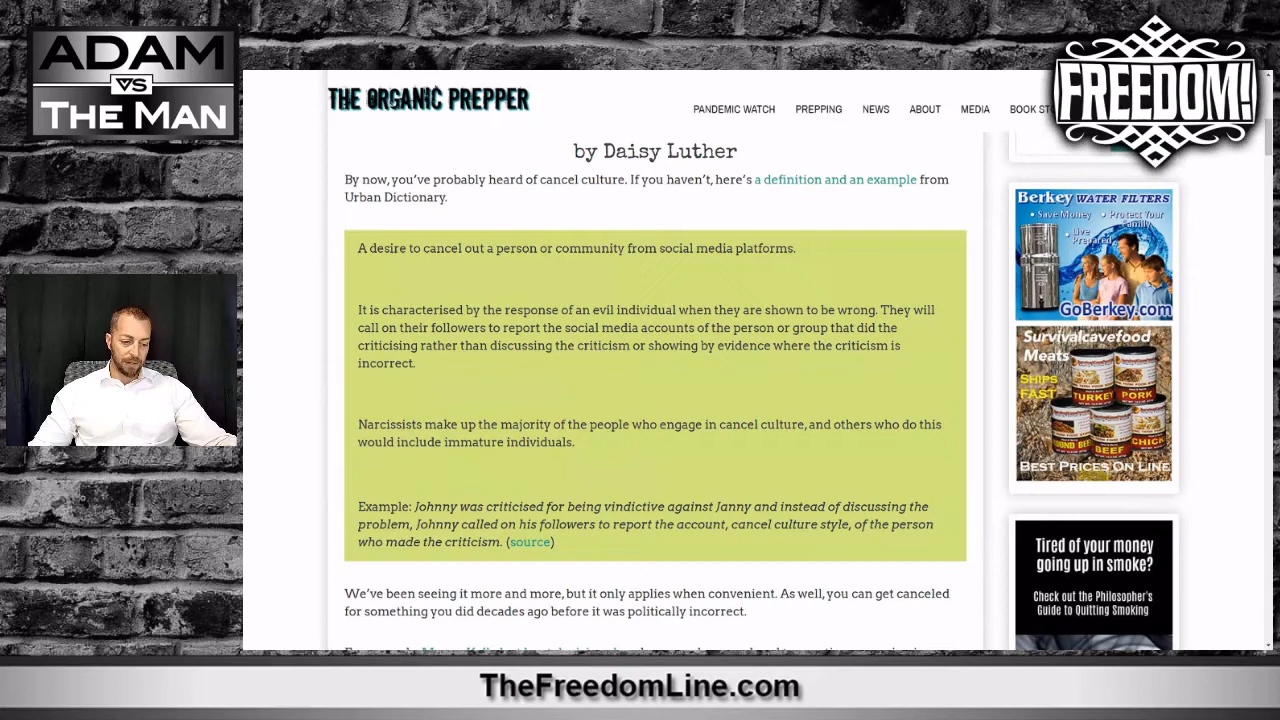 ADAM
VS
THE MAN
FREEDOM!
THE ORGANIC PREPPER
PANDEMIC WATCH PREPPING NEWS ABOUT MEDIA BOOK
by Daisy Luther
By now, you've probably heard of cancel culture. If you haven't, here's a definition and an example from
Urban Dictionary.
A desire to cancel out a person or community from social media platforms.
It is characterised by the response of an evil individual when they are shown to be wrong. They will
call on their followers to report the social media accounts of the person or group that did the
criticising rather than discussing the criticism or showing by evidence where the criticism is
incorrect.
Narcissists make up the majority of the people who engage in cancel culture, and others who do this
would include immature individuals.
Example: Johnny was criticised for being vindictive against Janny and instead of discussing the
problem, Johnny called on his followers to report the account, cancel culture style, of the person
who made the criticism. (source)
We've been seeing it more and more, but it only applies when convenient. As well, you can get canceled
for something you did decades ago before it was politically incorrect.
Berkey WATER FILTERS
• Save Money • Protect Your
Family
• Live
Prepared
GoBerkey.com
Survivalcavefood
Meats
SHIPS
FAST
TURKEY PORK
BEEF CHICK
BEST PRICES ON LINE
Tired of your money
going up in smoke?
Check out the Philosopher's
Guide to Quitting Smoking
TheFreedomLine.com